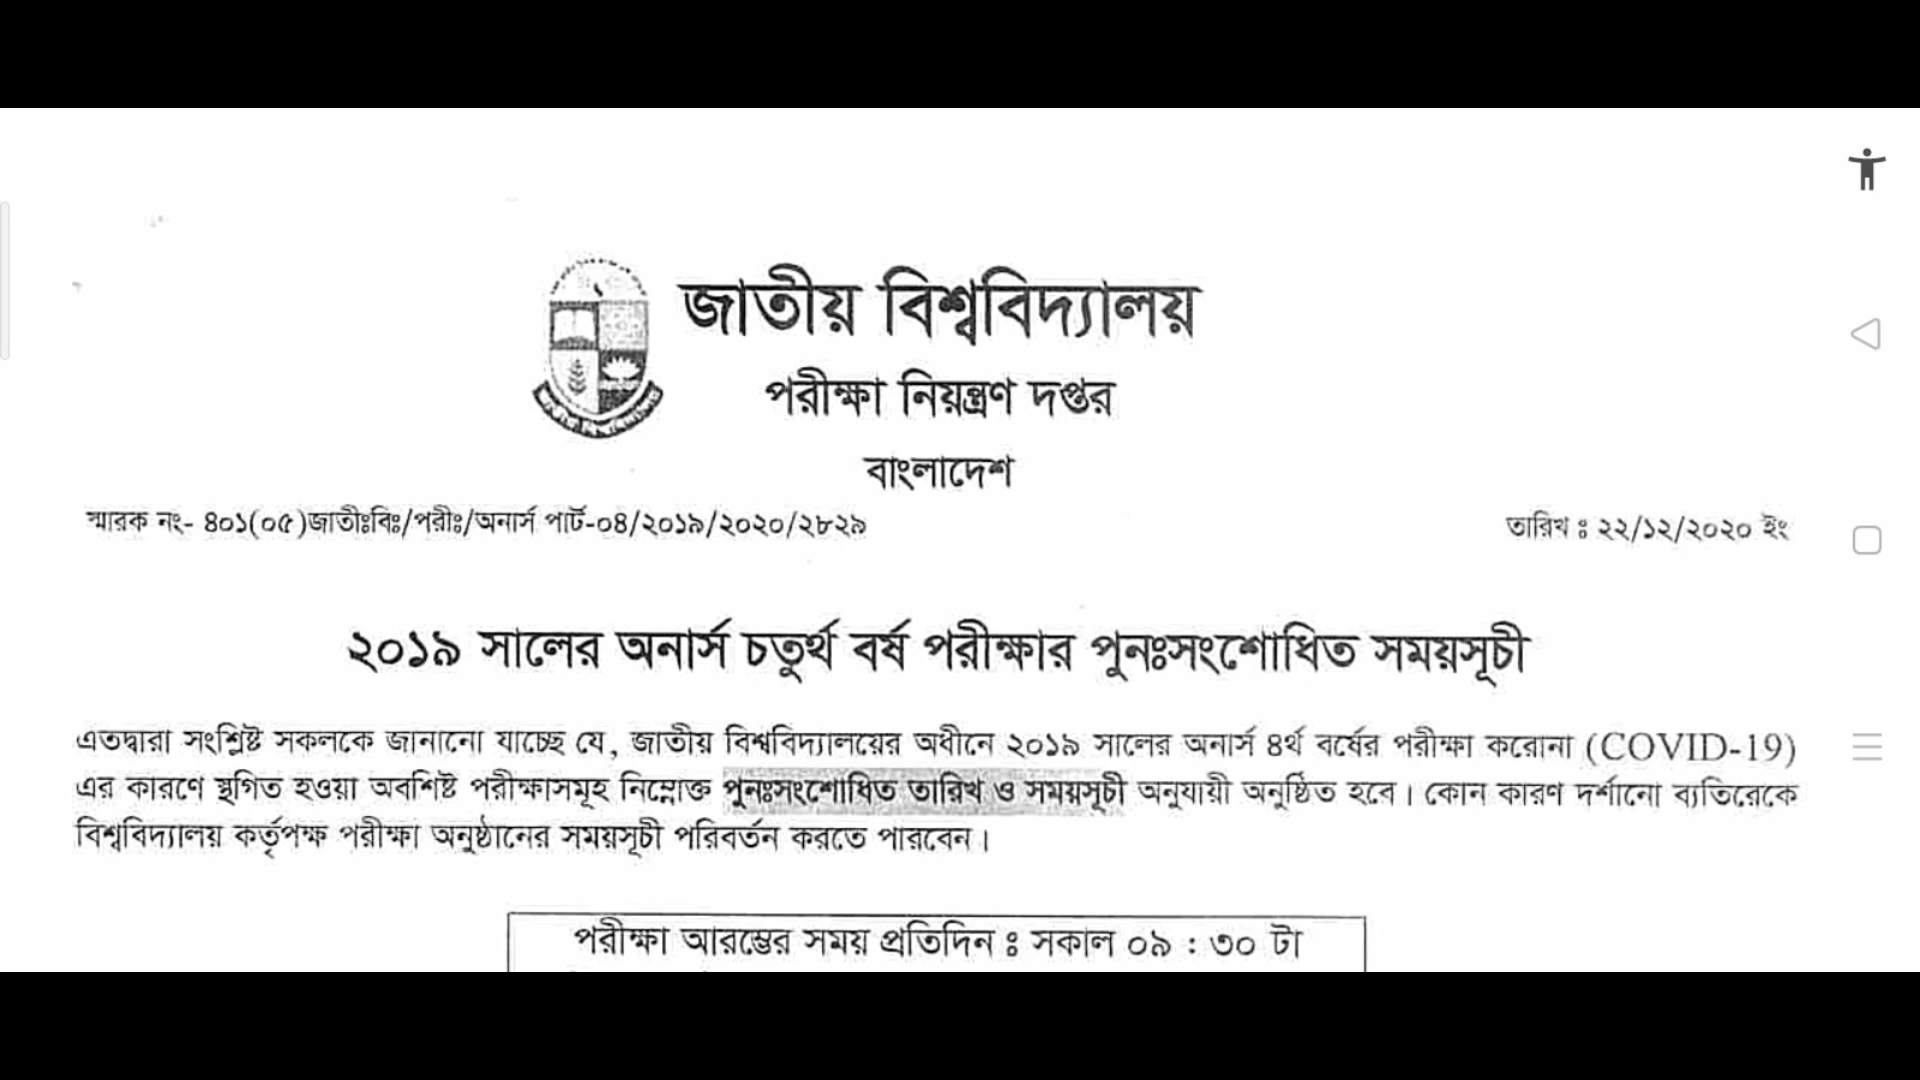 জাতীয় বিশ্ববিদ্যালয়
পরীক্ষা নিয়ন্ত্রণ দপ্তর
বাংলাদেশ
স্মারক নং- ৪০১(০৫)জাতীঃবিঃ/পরীঃ/অনার্স পার্ট-০৪/২০১৯/২০২০/২৮২৯
তারিখ ঃ ২২/১২/২০২০ ইং
২০১৯ সালের অনার্স চতুর্থ বর্ষ পরীক্ষার পুনঃসংশোধিত সময়সূচী
এতদ্বারা সংশ্লিষ্ট সকলকে জানানো যাচ্ছে যে, জাতীয় বিশ্ববিদ্যালয়ের অধীনে ২০১৯ সালের অনার্স ৪র্থ বর্ষের পরীক্ষা করোনা (COVID-19)
এর কারণে স্থগিত হওয়া অবশিষ্ট পরীক্ষাসমূহ নিম্নোক্ত পুনঃসংশোধিত তারিখ ও সময়সূচী অনুযায়ী অনুষ্ঠিত হবে। কোন কারণ দর্শানো ব্যতিরেকে
বিশ্ববিদ্যালয় কর্তৃপক্ষ পরীক্ষা অনুষ্ঠানের সময়সূচী পরিবর্তন করতে পারবেন।
পরীক্ষা আরম্ভের সময় প্রতিদিন ঃ সকাল ০৯ : ৩০ টা